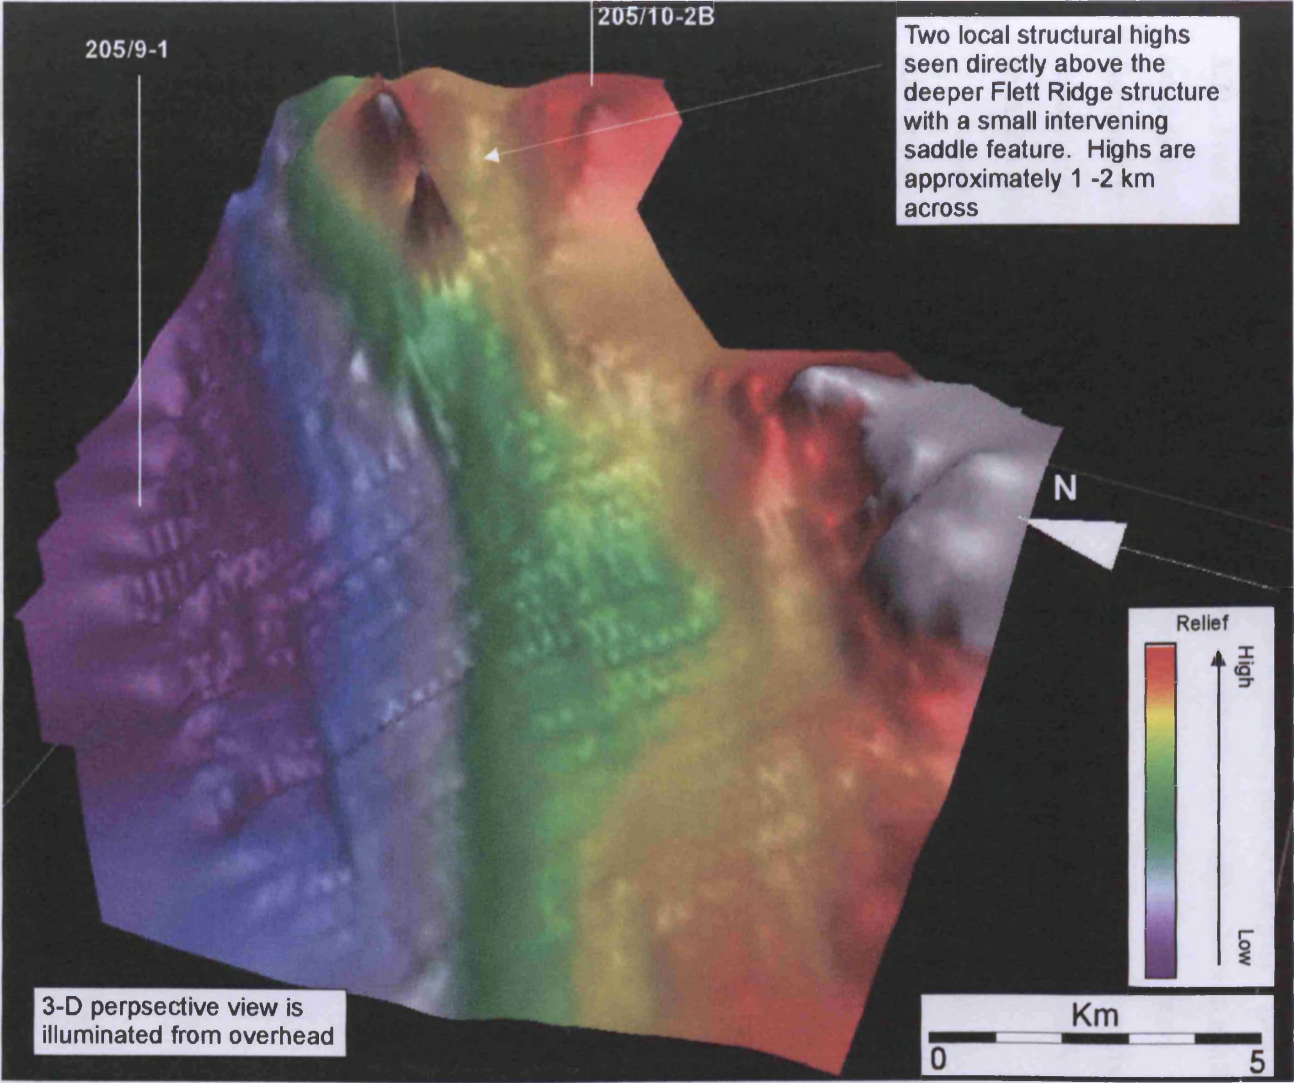 205/10-2B
205/9-1
Two local structural highs
seen directly above the
deeper Flett Ridge structure
with a small intervening
saddle feature.  Highs are
approximately 1 -2 km
across
N
Relief
High
Low
3-D perpsective view is
illuminated from overhead
Km
0 5